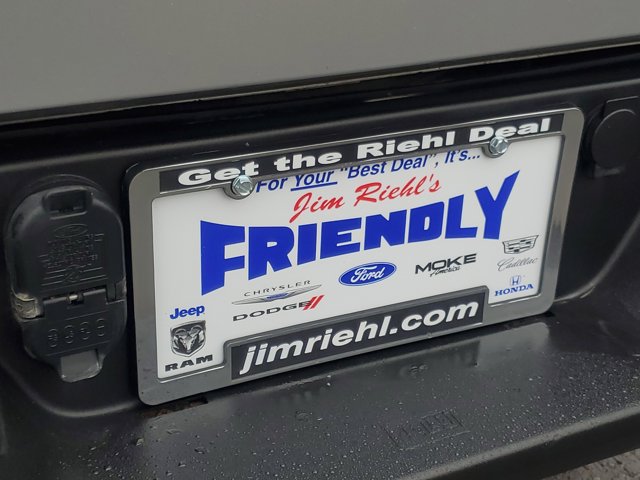 Get the Riehl Deal
For Your "Best Deal", It's...
Jim Riehl's
FRIENDLY
CHRYSLER
Ford
MOKE
America
Cadillac
Jeep
DODGE
HONDA
RAM
jimriehl.com